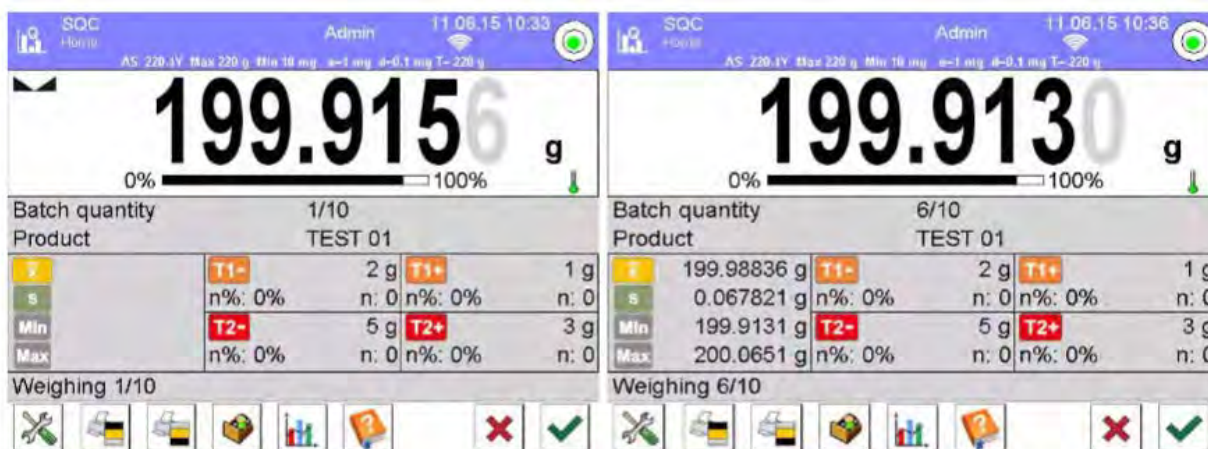 SQC
Home
Admin
11.06.15 10:33
AS 220.4Y Max 220 g Min 10 mg e=1 mg d=0.1 mg T=-220 g
199.9156 g
0% 100%
Batch quantity 1/10
Product TEST 01
T1- 2 g T1+ 1 g
s n%: 0% n: 0 n%: 0% n: 0
Min T2- 5 g T2+ 3 g
Max n%: 0% n: 0 n%: 0% n: 0
Weighing 1/10
SQC
Home
Admin
11.06.15 10:36
AS 220.4Y Max 220 g Min 10 mg e=1 mg d=0.1 mg T=-220 g
199.9130 g
0% 100%
Batch quantity 6/10
Product TEST 01
199.98836 g T1- 2 g T1+ 1 g
s 0.067821 g n%: 0% n: 0 n%: 0% n: 0
Min 199.9131 g T2- 5 g T2+ 3 g
Max 200.0651 g n%: 0% n: 0 n%: 0% n: 0
Weighing 6/10